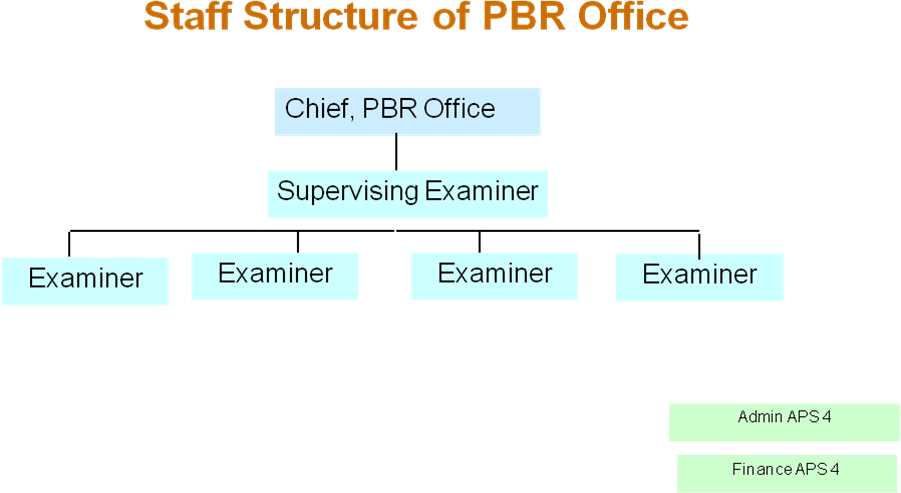 Staff Structure of PBR Office
Chief, PBR Office
Supervising Examiner
Examiner
Examiner
Examiner
Examiner
Admin APS 4
Finance APS 4